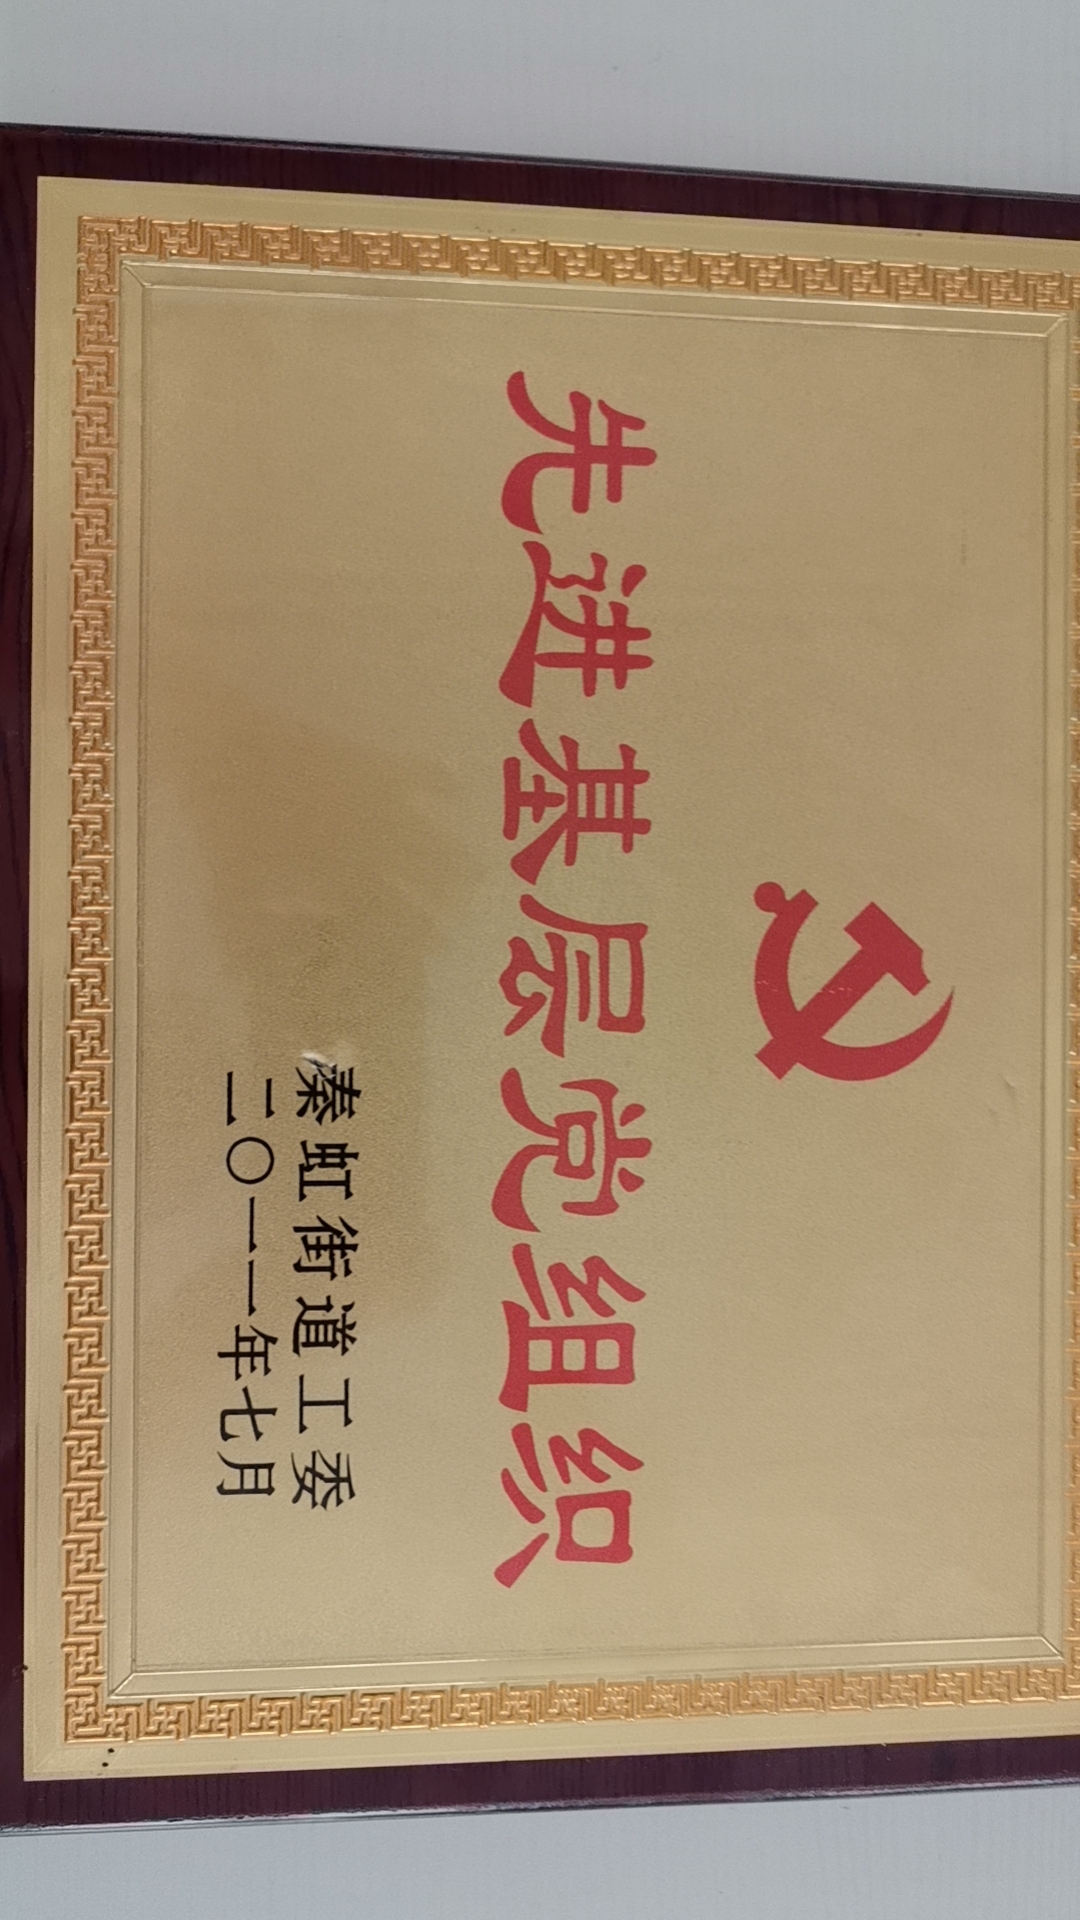 先进基层党组织
秦虹街道工委
二〇一一年七月